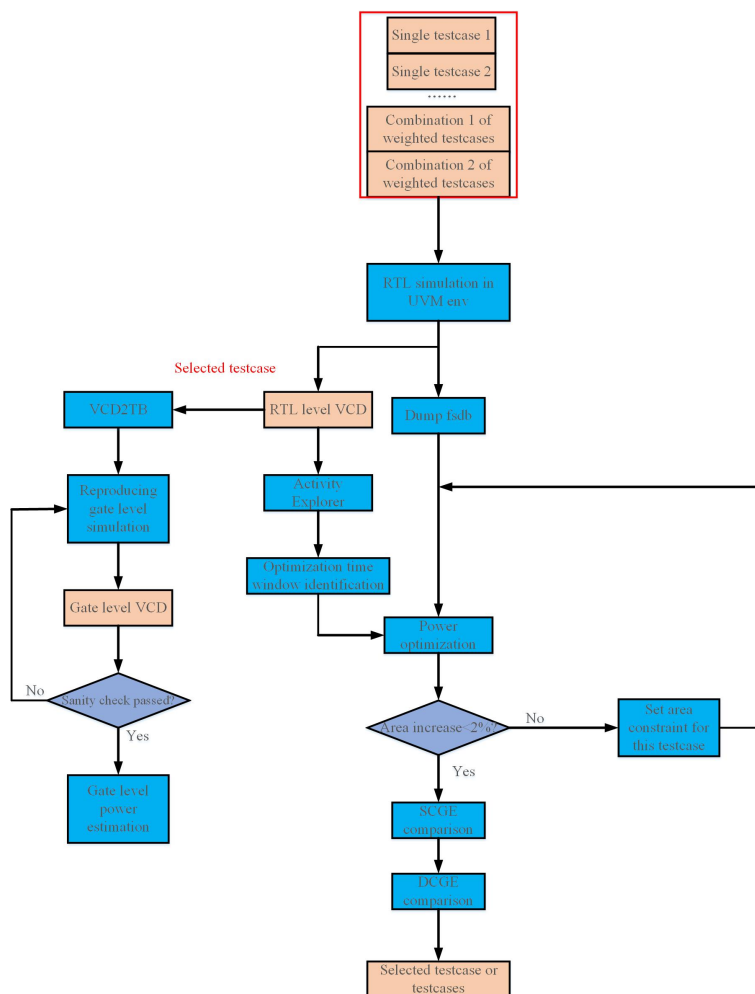 Single testcase 1
Single testcase 2
......
Combination 1 of
weighted testcases
Combination 2 of
weighted testcases
RTL simulation in
UVM env
Selected testcase
VCD2TB
RTL level VCD
Dump fsdb
Reproducing
gate level
simulation
Activity
Explorer
Optimization time
window identification
Gate level VCD
Power
optimization
No
Sanity check passed?
Yes
Area increase<2%?
No
Set area
constraint for
this testcase
Yes
Gate level
power
estimation
SCGE
comparison
DCGE
comparison
Selected testcase or
testcases